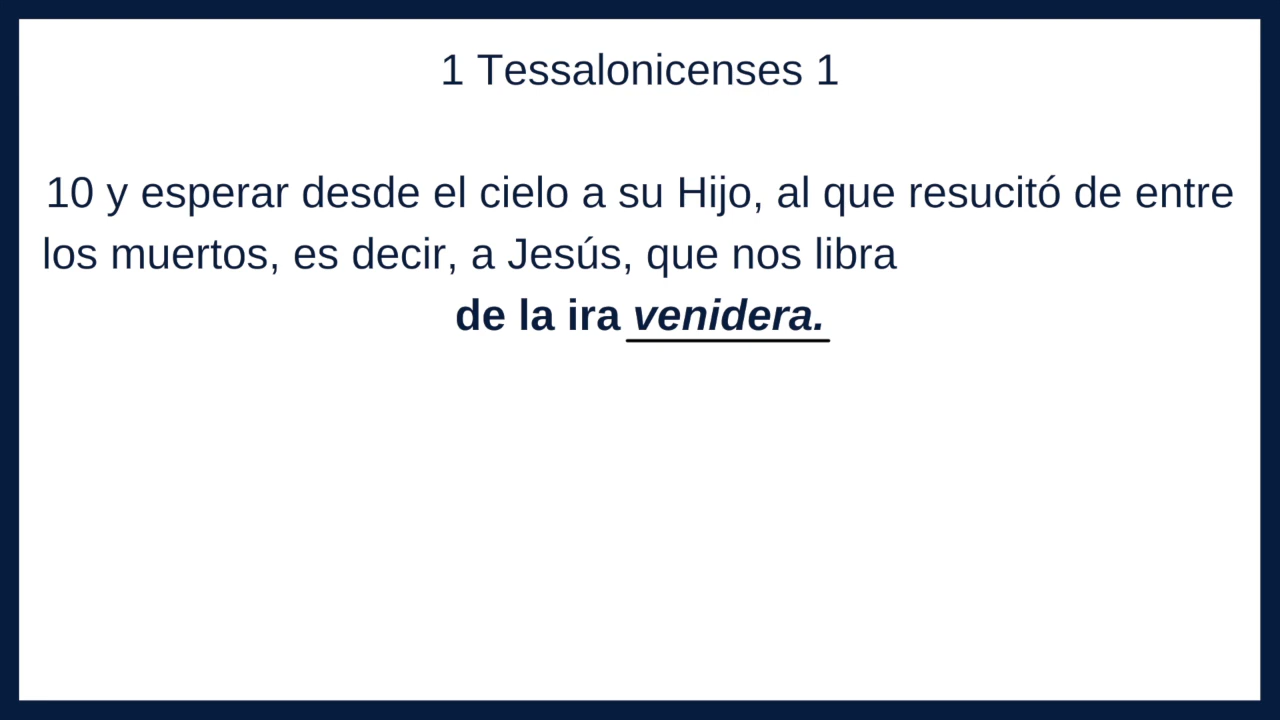 1 Tessalonicenses 1
10 y esperar desde el cielo a su Hijo, al que resucitó de entre
los muertos, es decir, a Jesús, que nos libra
de la ira venidera.